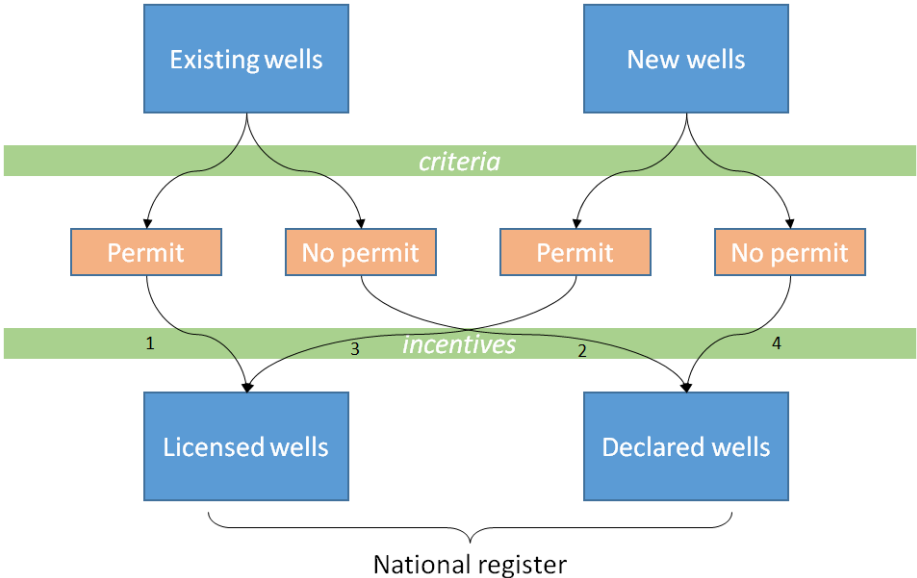 Existing wells
New wells
criteria
Permit
No permit
Permit
No permit
1
3
incentives
2
4
Licensed wells
Declared wells
National register